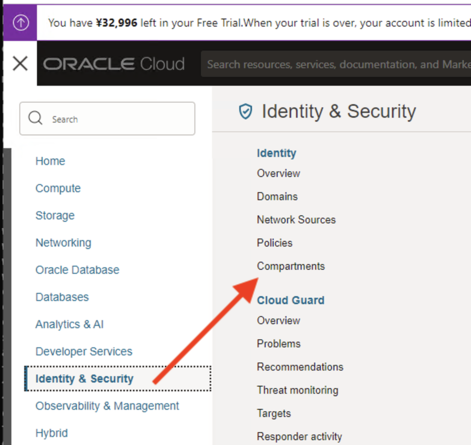 You have ¥32,996 left in your Free Trial.When your trial is over, your account is limited
ORACLE Cloud
Search resources, services, documentation, and Marke
Search
Home
Compute
Storage
Networking
Oracle Database
Databases
Analytics & AI
Developer Services
Identity & Security
Observability & Management
Hybrid
Identity & Security
Identity
Overview
Domains
Network Sources
Policies
Compartments
Cloud Guard
Overview
Problems
Recommendations
Threat monitoring
Targets
Responder activity